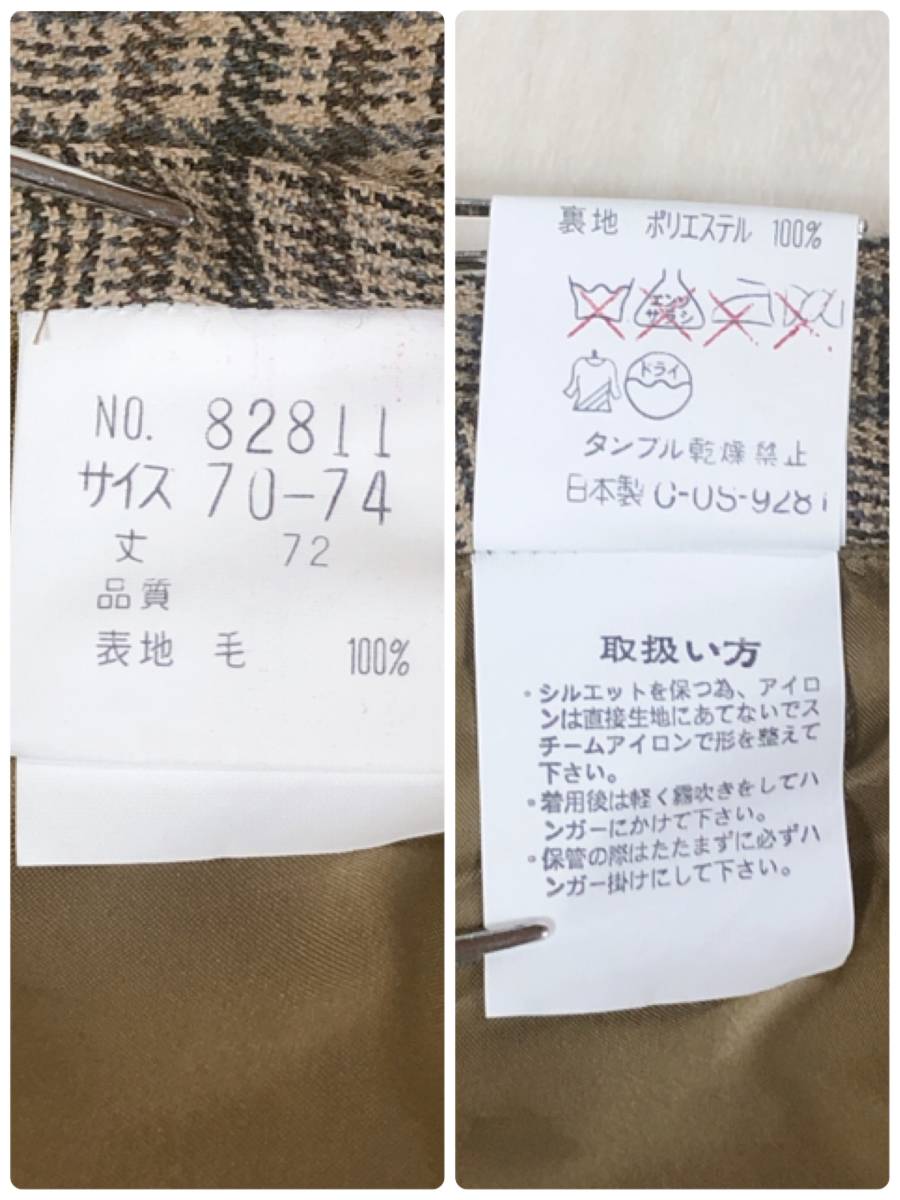 NO. 82811
サイズ 70-74
丈 72
品質
表地 毛 100%
裏地 ポリエステル 100%
エンソ
サラシ
ドライ
タンブル乾燥禁止
日本製
取扱い方
・シルエットを保つ為、アイロ
ンは直接生地にあてないでス
チームアイロンで形を整えて
下さい。
・着用後は軽く霧吹きをしてハ
ンガーにかけて下さい。
・保管の際はたたまずに必ずハ
ンガー掛けにして下さい。